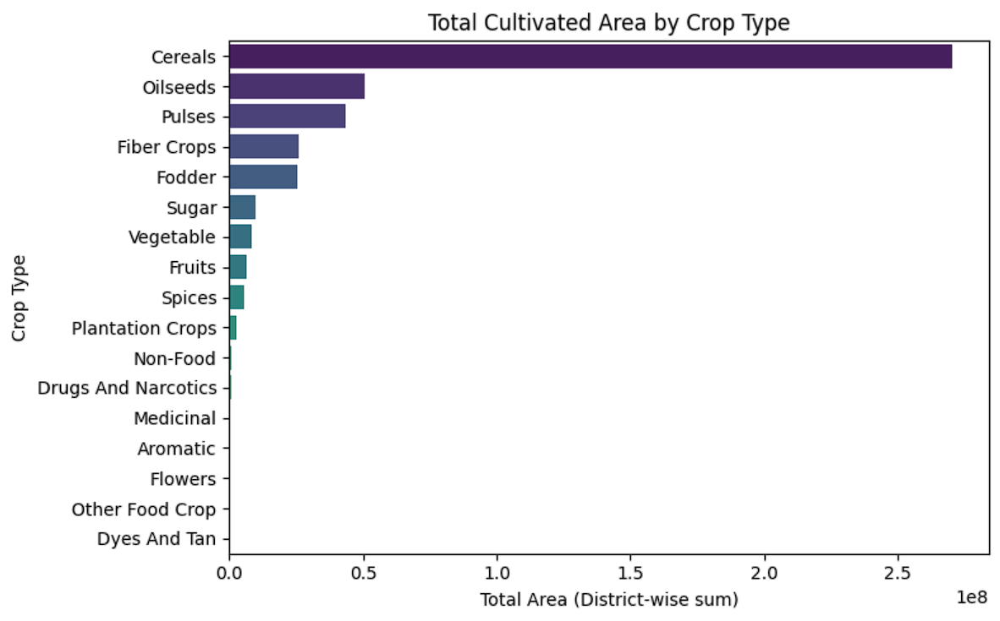 Total Cultivated Area by Crop Type
Cereals
Oilseeds
Pulses
Fiber Crops
Fodder
Sugar
Vegetable
Fruits
Spices
Plantation Crops
Non-Food
Drugs And Narcotics
Medicinal
Aromatic
Flowers
Other Food Crop
Dyes And Tan
Crop Type
0.0 0.5 1.0 1.5 2.0 2.5
1e8
Total Area (District-wise sum)